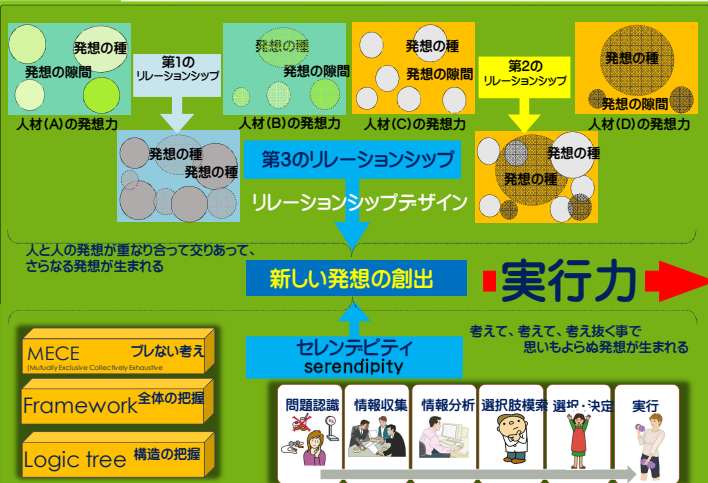 発想の種
発想の隙間
人材(A)の発想力
第1の
リレーションシップ
発想の種
発想の隙間
人材(B)の発想力
発想の種
発想の隙間
人材(C)の発想力
第2の
リレーションシップ
発想の種
発想の隙間
人材(D)の発想力
発想の種
発想の種
第3のリレーションシップ
リレーションシップデザイン
発想の種
発想の種
人と人の発想が重なり合って交りあって、
さらなる発想が生まれる
新しい発想の創出
実行力
セレンデピティ
serendipity
考えて、考えて、考え抜く事で
思いもよらぬ発想が生まれる
MECE ブレない考え
(Mutually Exclusive Collectively Exhaustive
Framework 全体の把握
Logic tree 構造の把握
問題認識
情報収集
情報分析
選択肢模索
選択・決定
実行